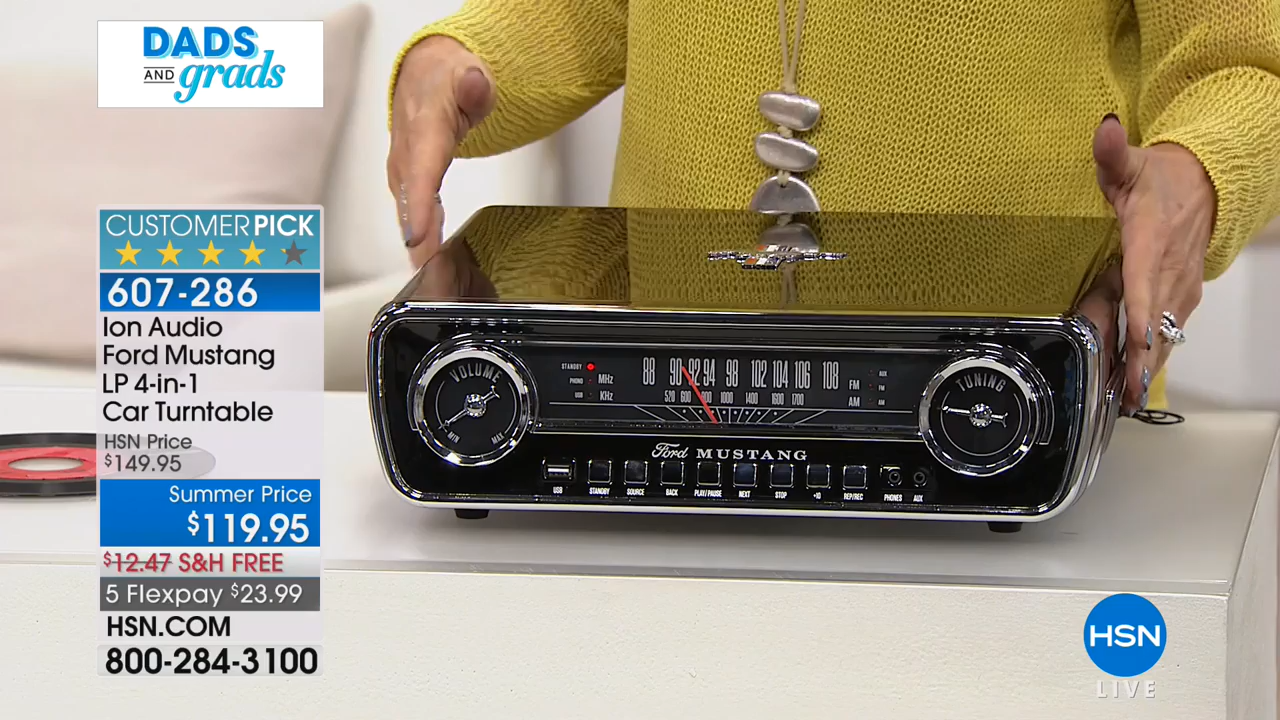 DADS
AND grads
CUSTOMER PICK
607-286
Ion Audio
Ford Mustang
LP 4-in-1
Car Turntable
HSN Price
$149.95
Summer Price
$119.95
$12.47 S&H FREE
5 Flexpay $23.99
HSN.COM
800-284-3100
VOLUME
MIN MAX
STANDBY
PHONO
USB
MHz
KHz
88 90 92 94 98 102 104 106 108
520 600 800 1000 1400 1600 1700
FM
AM
AUX
FM
AM
TUNING
Ford MUSTANG
USB STANDBY SOURCE BACK PLAY/PAUSE NEXT STOP +10 REP/REC PHONES AUX
HSN
LIVE